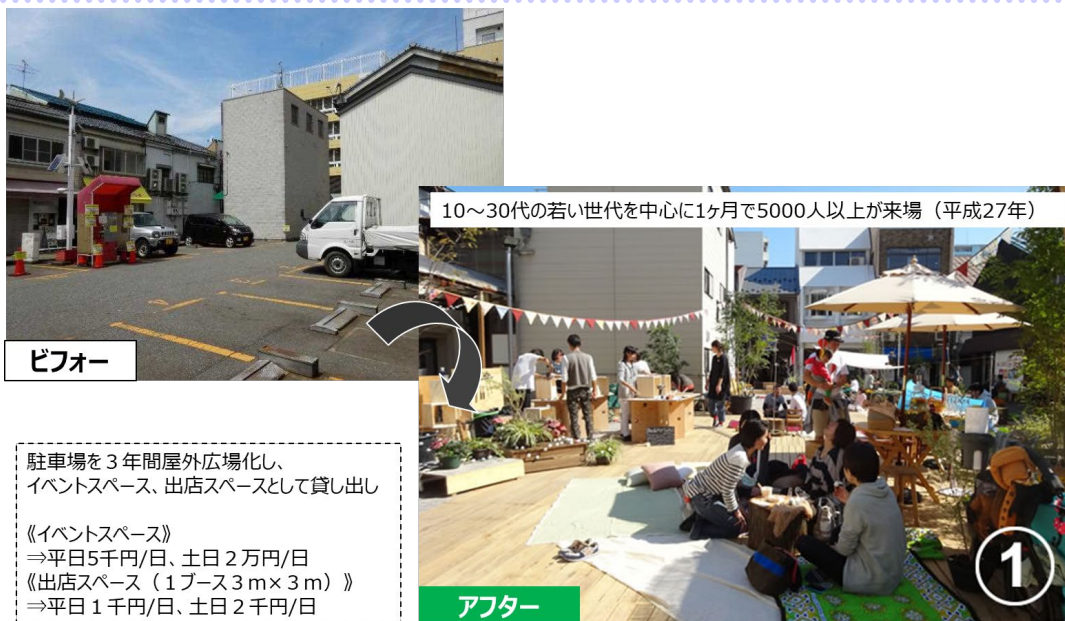 10～30代の若い世代を中心に1ヶ月で5000人以上が来場（平成27年）
ビフォー
駐車場を３年間屋外広場化し、
イベントスペース、出店スペースとして貸し出し
《イベントスペース》
⇒平日5千円/日、土日２万円/日
《出店スペース（１ブース３ｍ×３ｍ）》
⇒平日１千円/日、土日２千円/日
アフター
①